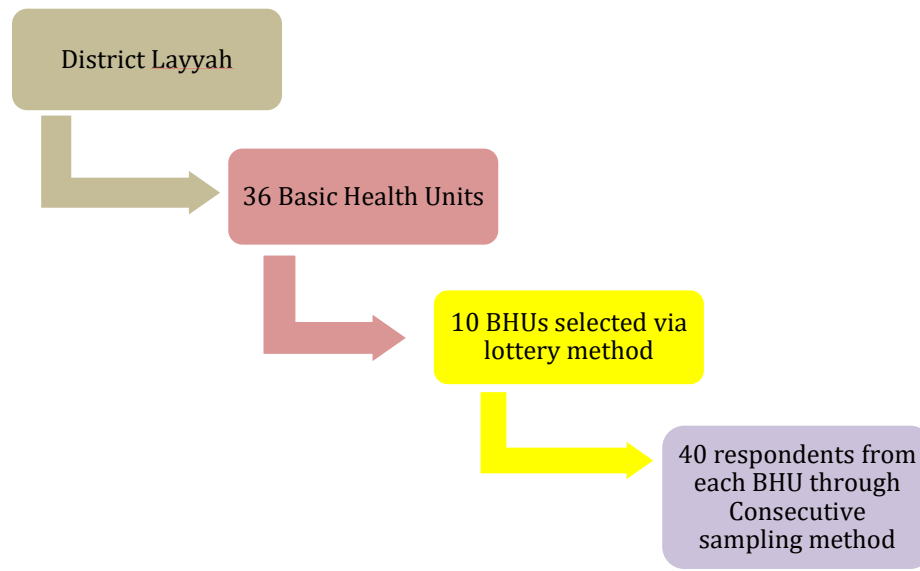 District Layyah
36 Basic Health Units
10 BHUs selected via
lottery method
40 respondents from
each BHU through
Consecutive
sampling method